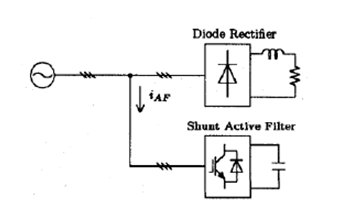 Diode Rectifier
iAF
Shunt Active Filter